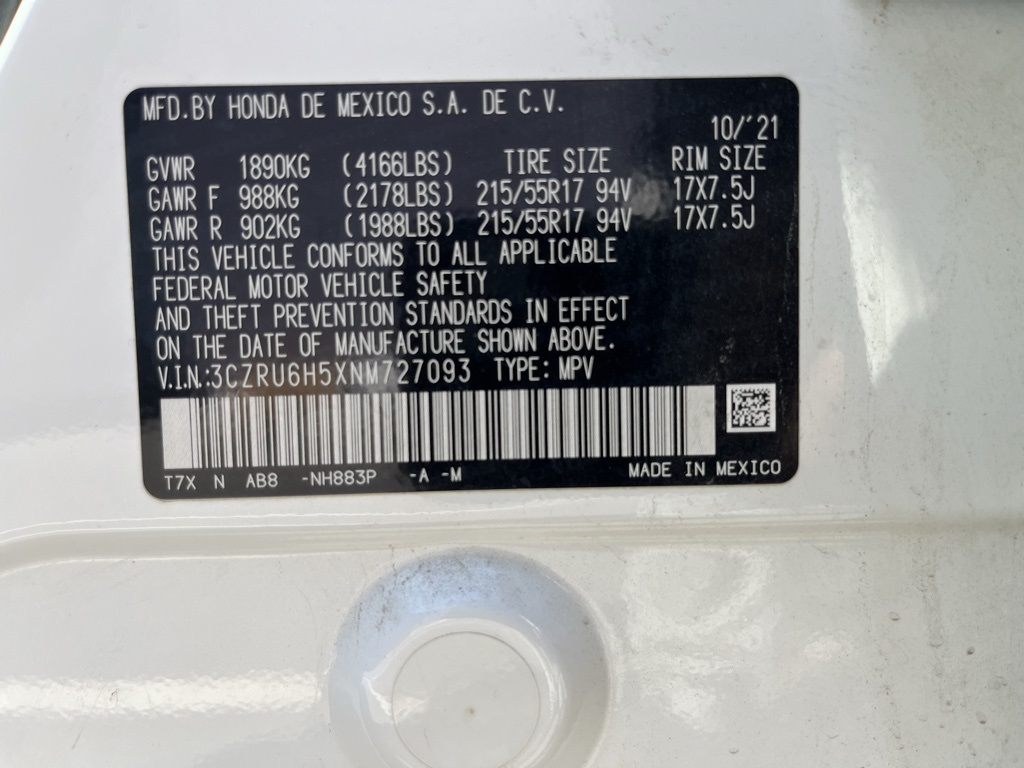 MFD.BY HONDA DE MEXICO S.A. DE C.V.
10/'21
GVWR 1890KG (4166LBS) TIRE SIZE RIM SIZE
GAWR F 988KG (2178LBS) 215/55R17 94V 17X7.5J
GAWR R 902KG (1988LBS) 215/55R17 94V 17X7.5J
THIS VEHICLE CONFORMS TO ALL APPLICABLE
FEDERAL MOTOR VEHICLE SAFETY
AND THEFT PREVENTION STANDARDS IN EFFECT
ON THE DATE OF MANUFACTURE SHOWN ABOVE.
V.I.N.:3CZRU6H5XNM727093 TYPE: MPV
T7X N AB8 -NH883P -A -M MADE IN MEXICO